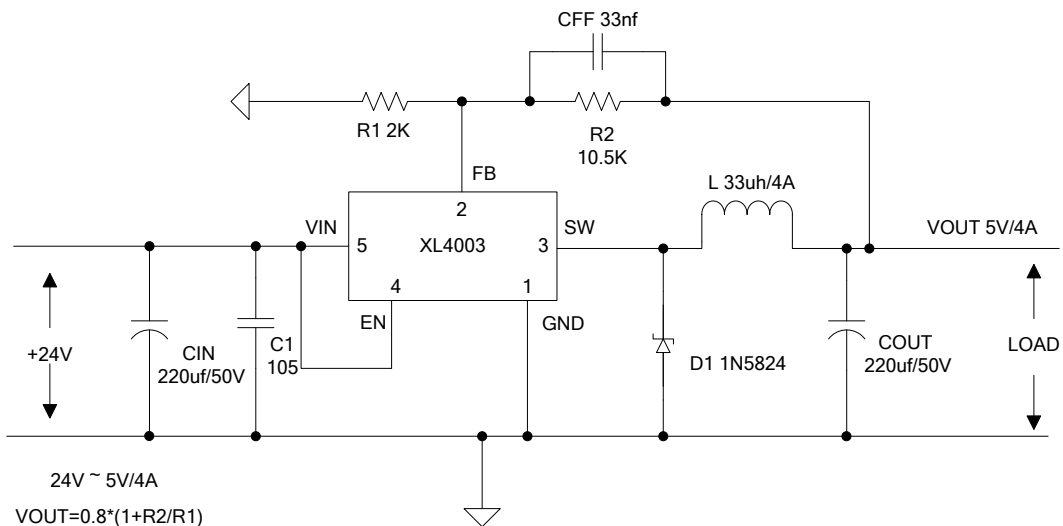 CFF 33nf
R1 2K
R2
10.5K
FB
L 33uh/4A
2
VIN
SW
VOUT 5V/4A
5
XL4003
3
4
1
EN
GND
+24V
CIN
220uf/50V
C1
105
D1 1N5824
COUT
220uf/50V
LOAD
24V ~ 5V/4A
VOUT=0.8*(1+R2/R1)